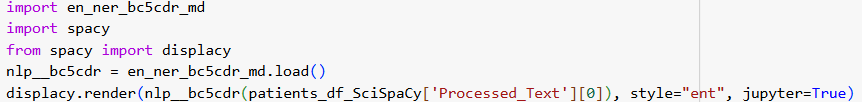 import en_ner_bc5cdr_md
import spacy
from spacy import displacy
nlp__bc5cdr = en_ner_bc5cdr_md.load()
displacy.render(nlp__bc5cdr(patients_df_SciSpaCy['Processed_Text'][0]), style="ent", jupyter=True)